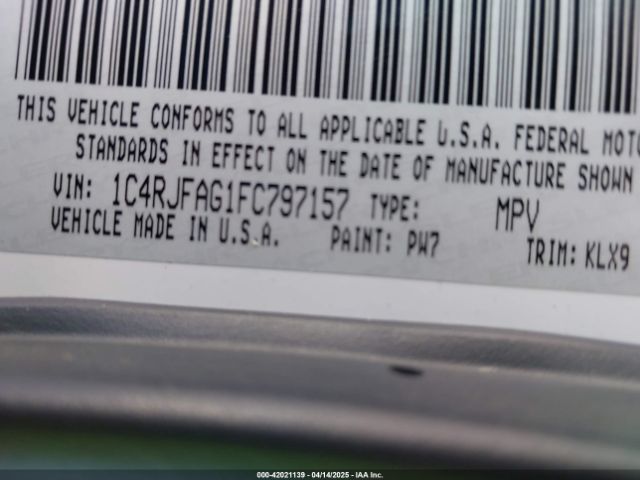 THIS VEHICLE CONFORMS TO ALL APPLICABLE U.S.A. FEDERAL MOTO
STANDARDS IN EFFECT ON THE DATE OF MANUFACTURE SHOWN
VIN: 1C4RJFAG1FC797157 TYPE: MPV
VEHICLE MADE IN U.S.A. PAINT: PW7 TRIM: KLX9
000-42021139 - 04/14/2025 - IAA Inc.